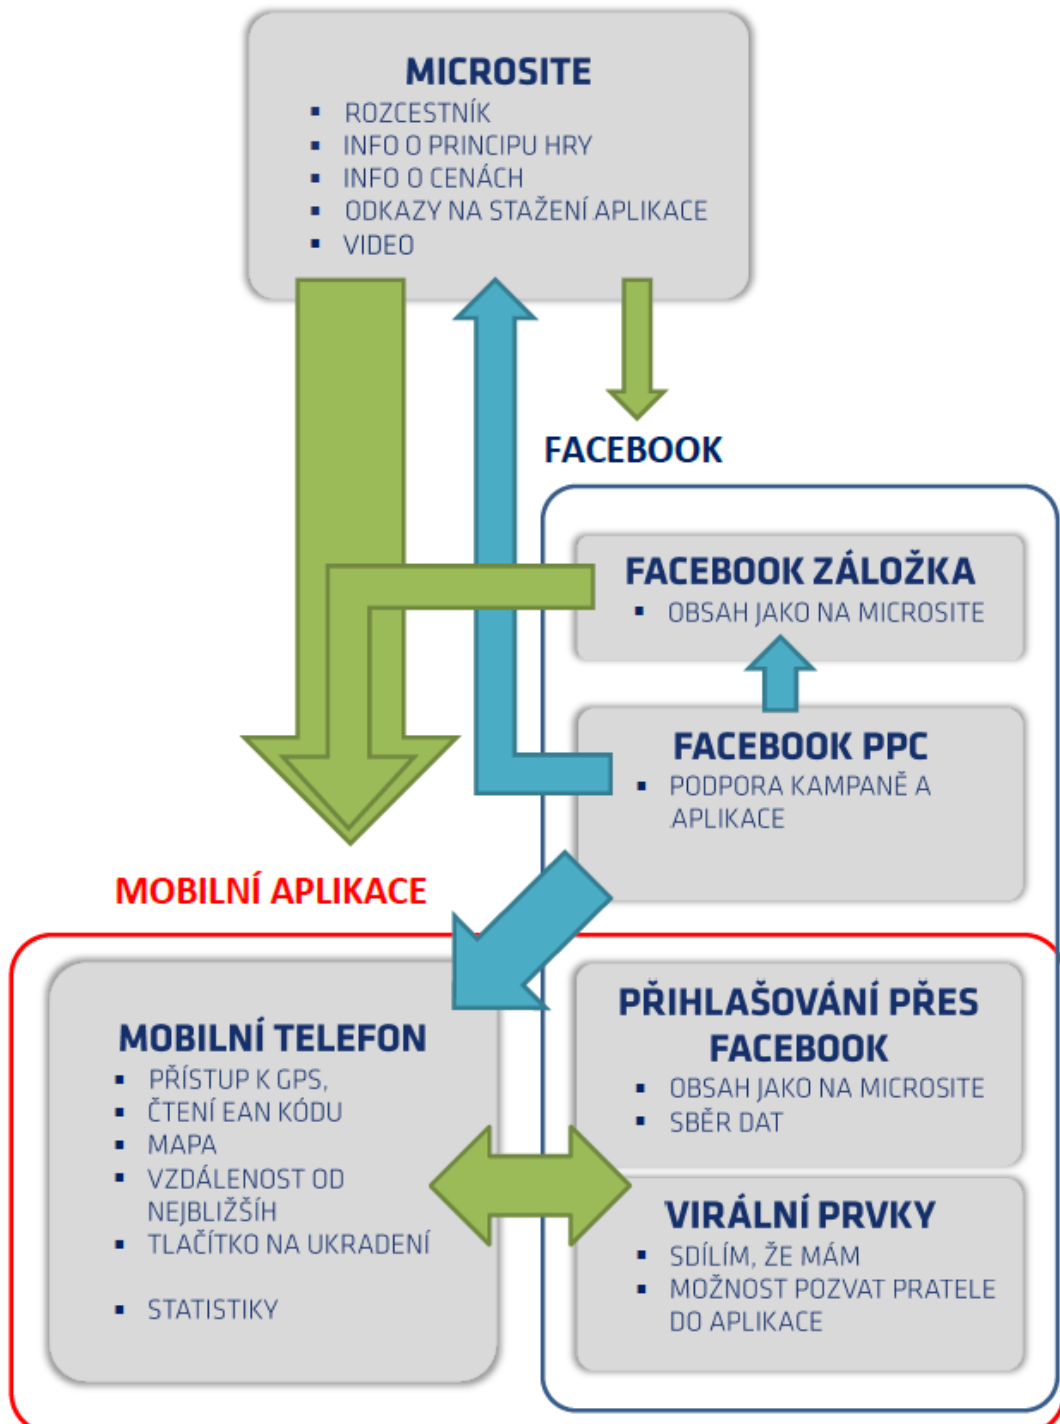 MICROSITE
▪ ROZCESTNÍK
▪ INFO O PRINCIPU HRY
▪ INFO O CENÁCH
▪ ODKAZY NA STAŽENÍ APLIKACE
▪ VIDEO
FACEBOOK
FACEBOOK ZÁLOŽKA
▪ OBSAH JAKO NA MICROSITE
FACEBOOK PPC
▪ PODPORA KAMPANĚ A
APLIKACE
MOBILNÍ APLIKACE
MOBILNÍ TELEFON
▪ PŘÍSTUP K GPS,
▪ ČTENÍ EAN KÓDU
▪ MAPA
▪ VZDÁLENOST OD
NEJBLIŽŠÍH
▪ TLAČÍTKO NA UKRADENÍ
▪ STATISTIKY
PŘIHLAŠOVÁNÍ PŘES
FACEBOOK
▪ OBSAH JAKO NA MICROSITE
▪ SBĚR DAT
VIRÁLNÍ PRVKY
▪ SDÍLÍM, ŽE MÁM
▪ MOŽNOST POZVAT PRATELE
DO APLIKACE